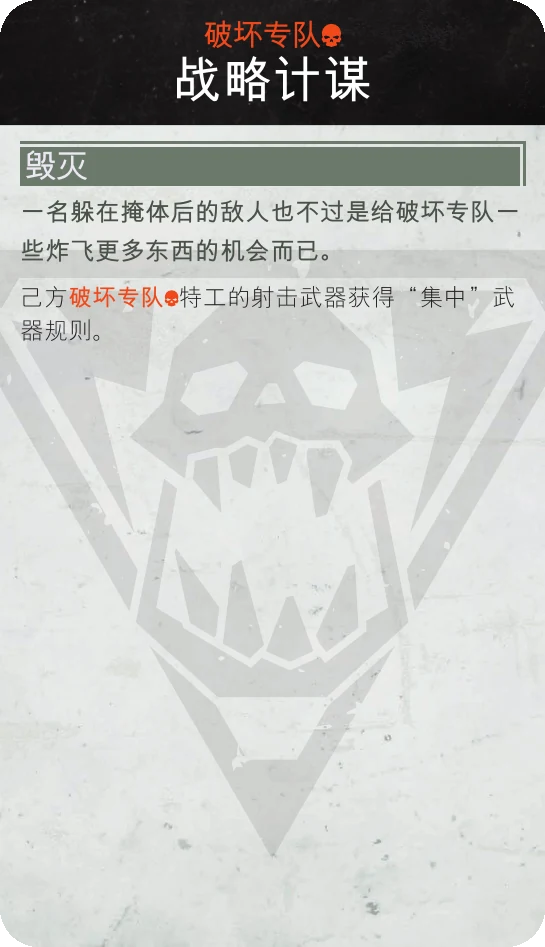 破坏专队
战略计谋
毁灭
一名躲在掩体后的敌人也不过是给破坏专队一
些炸飞更多东西的机会而已。
己方破坏专队特工的射击武器获得“集中”武
器规则。